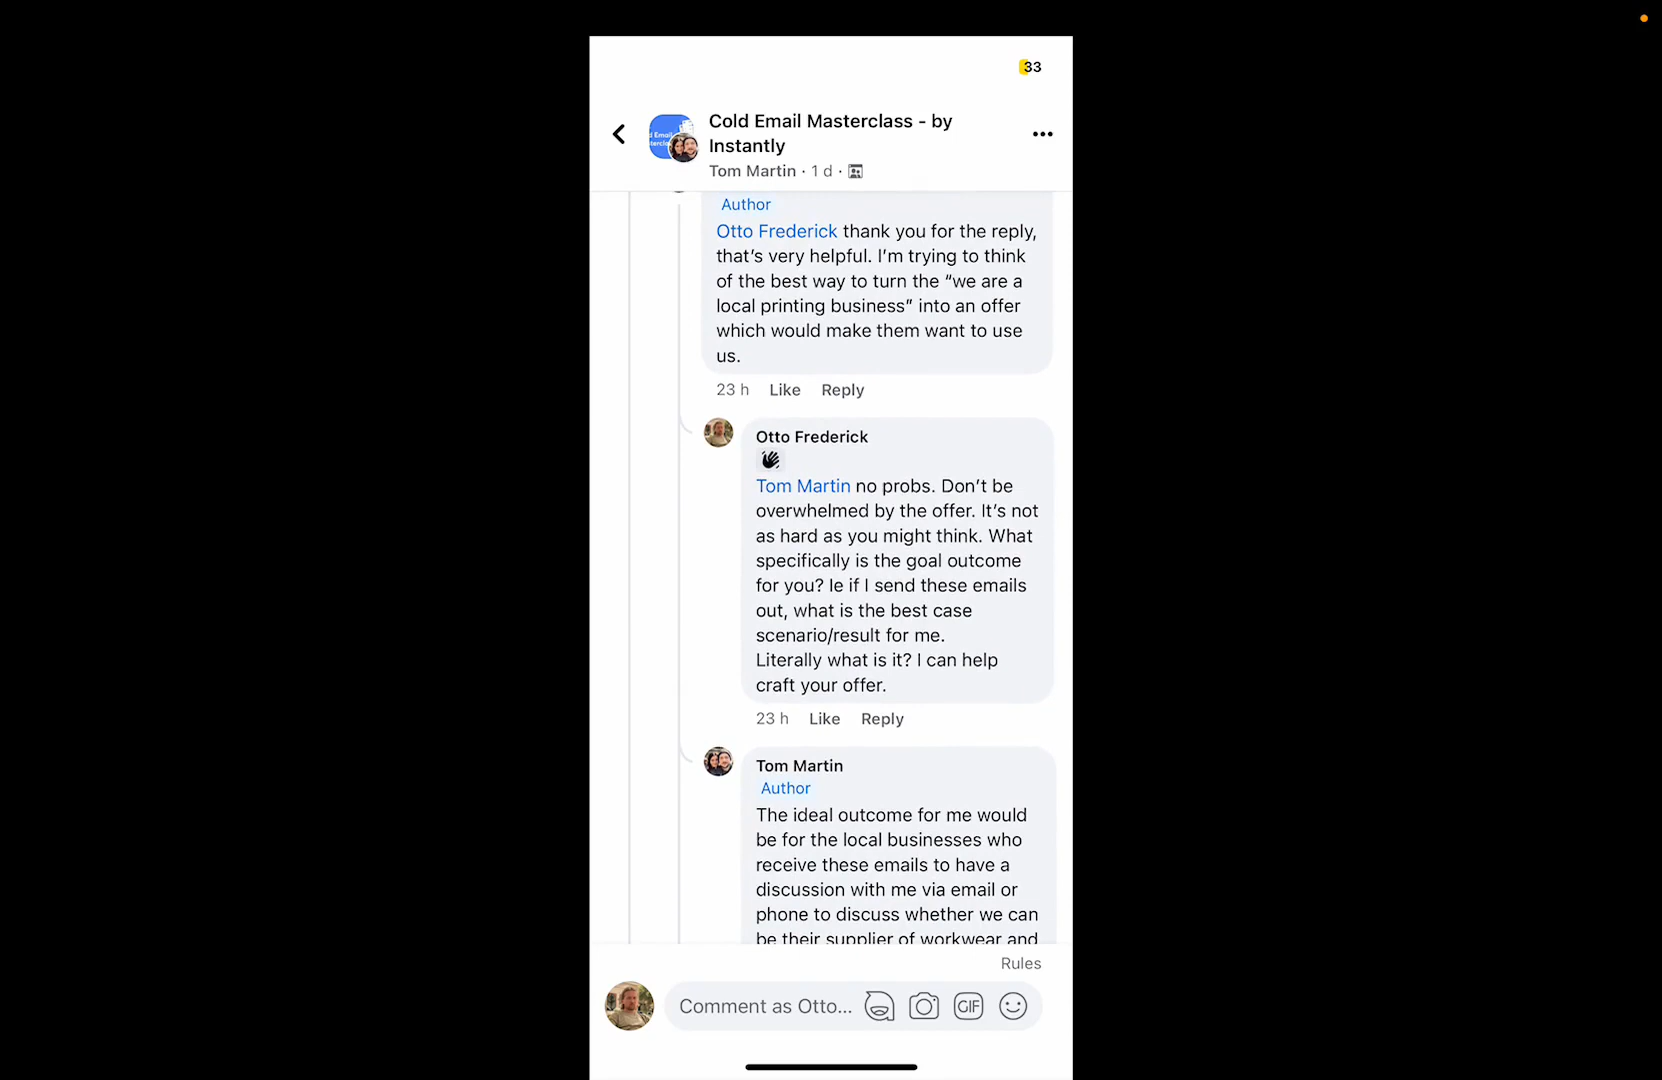 33
Cold Email Masterclass - by
Instantly
Tom Martin · 1 d ·
Author
Otto Frederick thank you for the reply,
that's very helpful. I'm trying to think
of the best way to turn the “we are a
local printing business” into an offer
which would make them want to use
us.
23 h Like Reply
Otto Frederick
Tom Martin no probs. Don't be
overwhelmed by the offer. It's not
as hard as you might think. What
specifically is the goal outcome
for you? Ie if I send these emails
out, what is the best case
scenario/result for me.
Literally what is it? I can help
craft your offer.
23 h Like Reply
Tom Martin
Author
The ideal outcome for me would
be for the local businesses who
receive these emails to have a
discussion with me via email or
phone to discuss whether we can
be their supplier of workwear and
Rules
Comment as Otto...
GIF